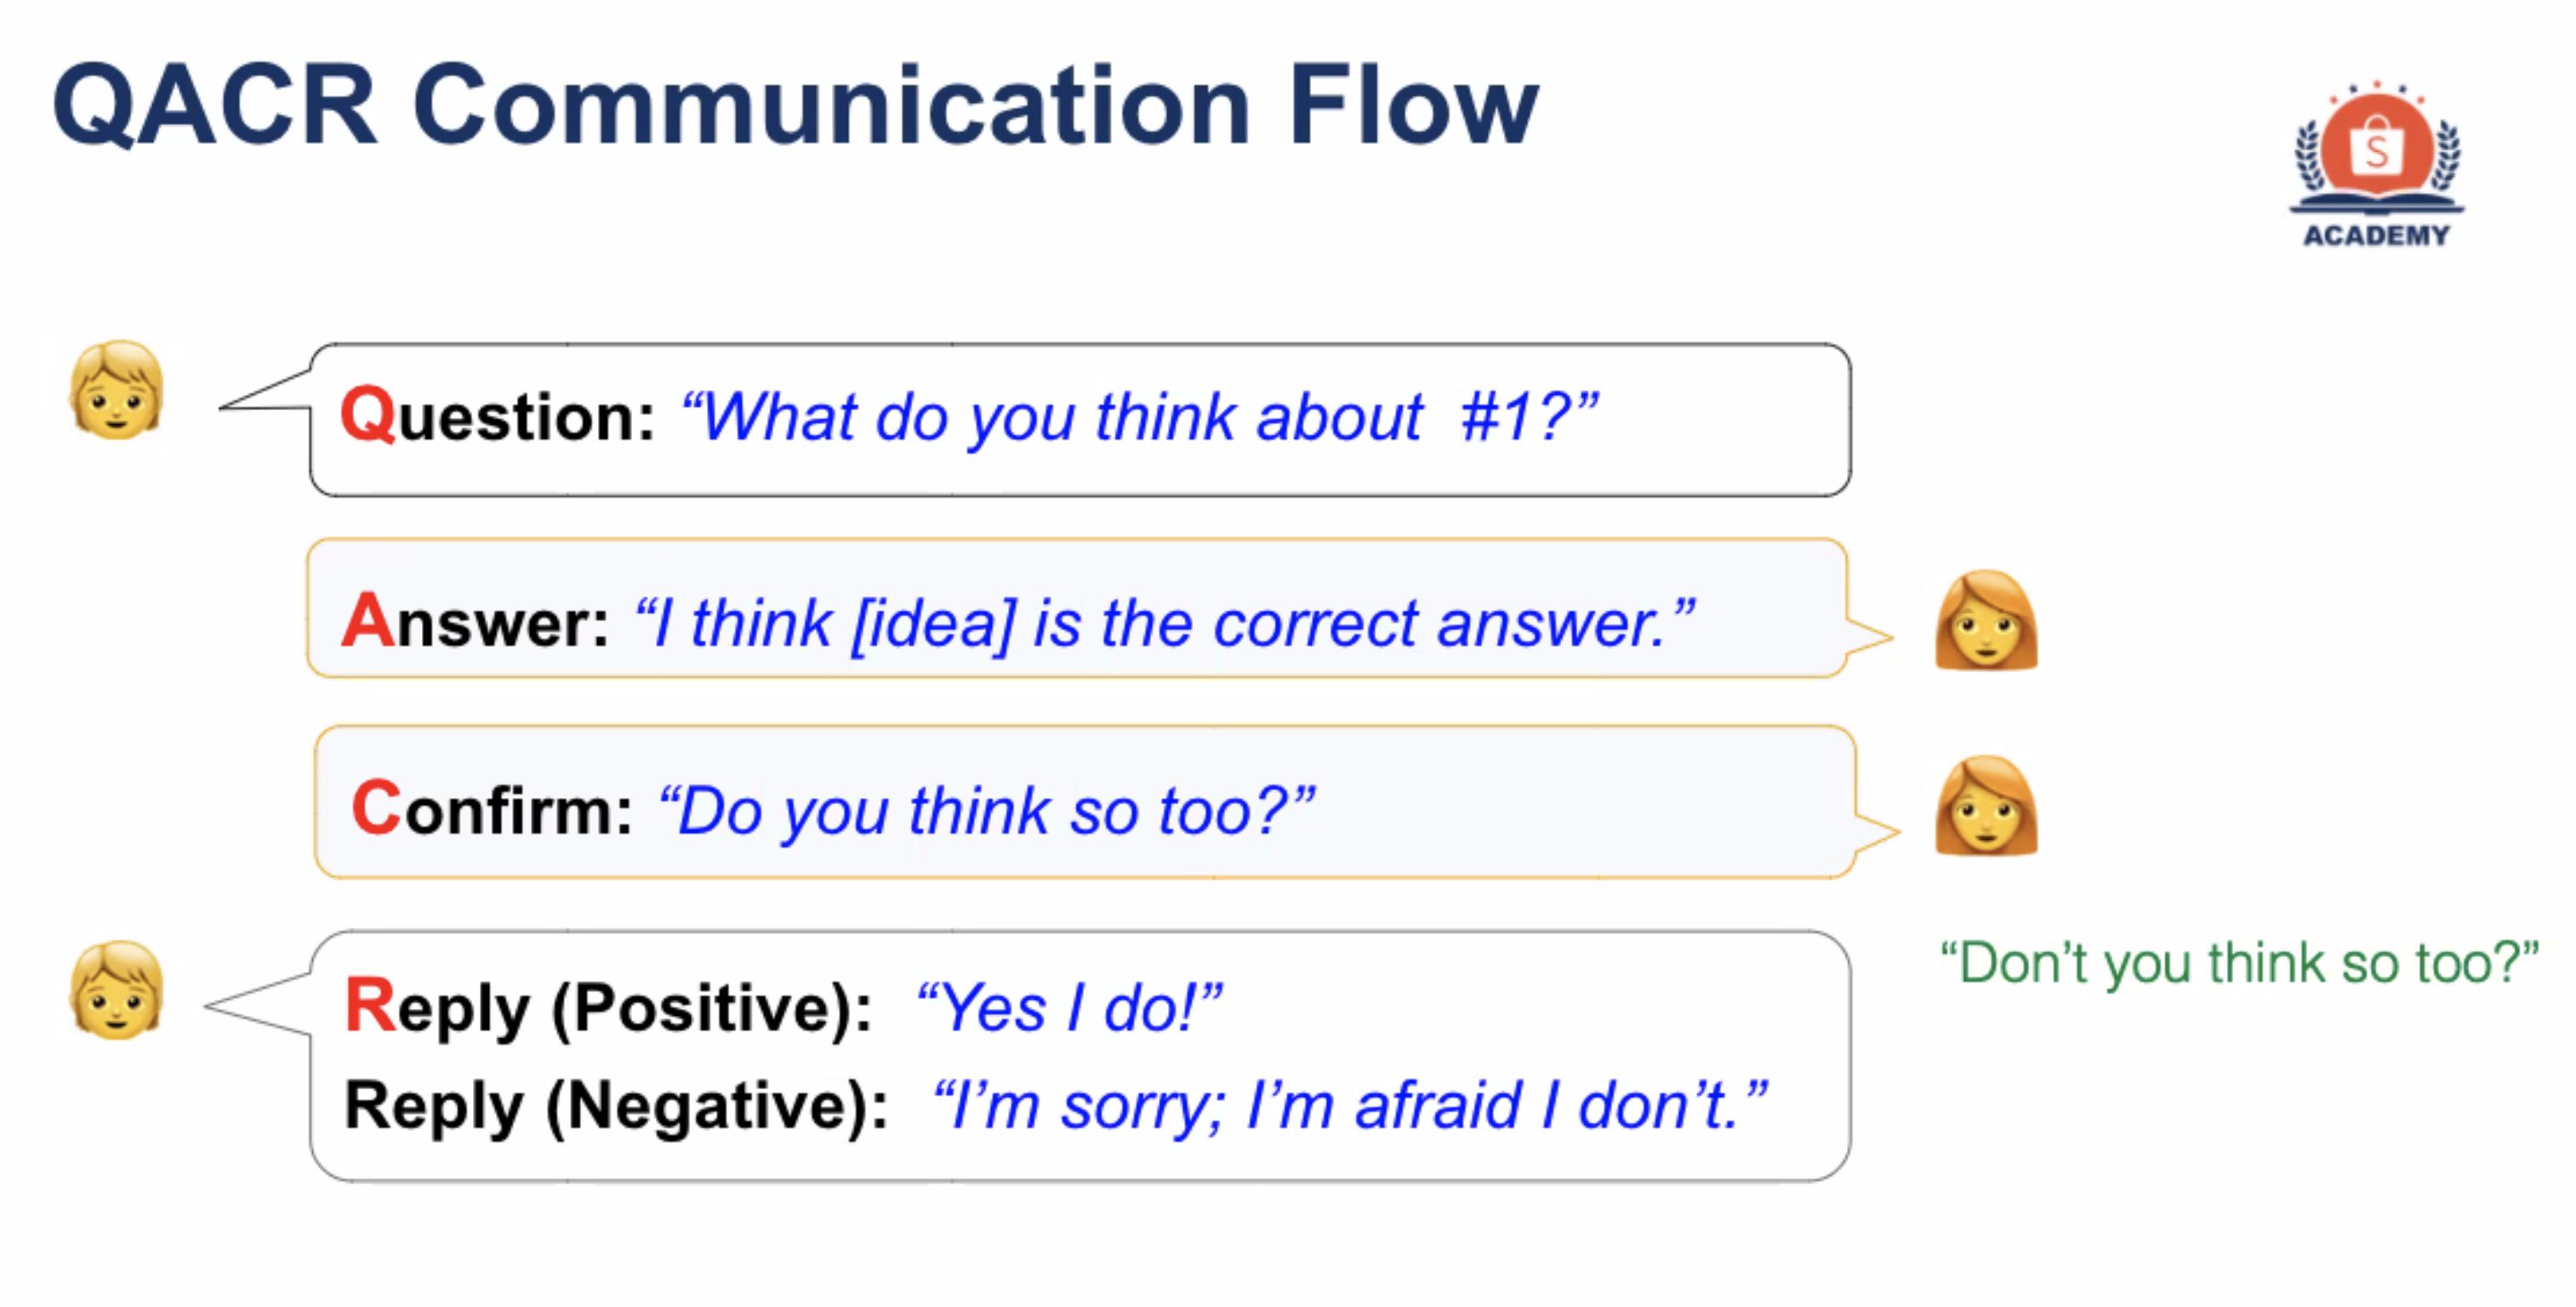 QACR Communication Flow
S
ACADEMY
Question: “What do you think about  #1?”
Answer: “I think [idea] is the correct answer.”
Confirm: “Do you think so too?”
“Don’t you think so too?”
Reply (Positive):  “Yes I do!”
Reply (Negative):  “I’m sorry; I’m afraid I don’t.”